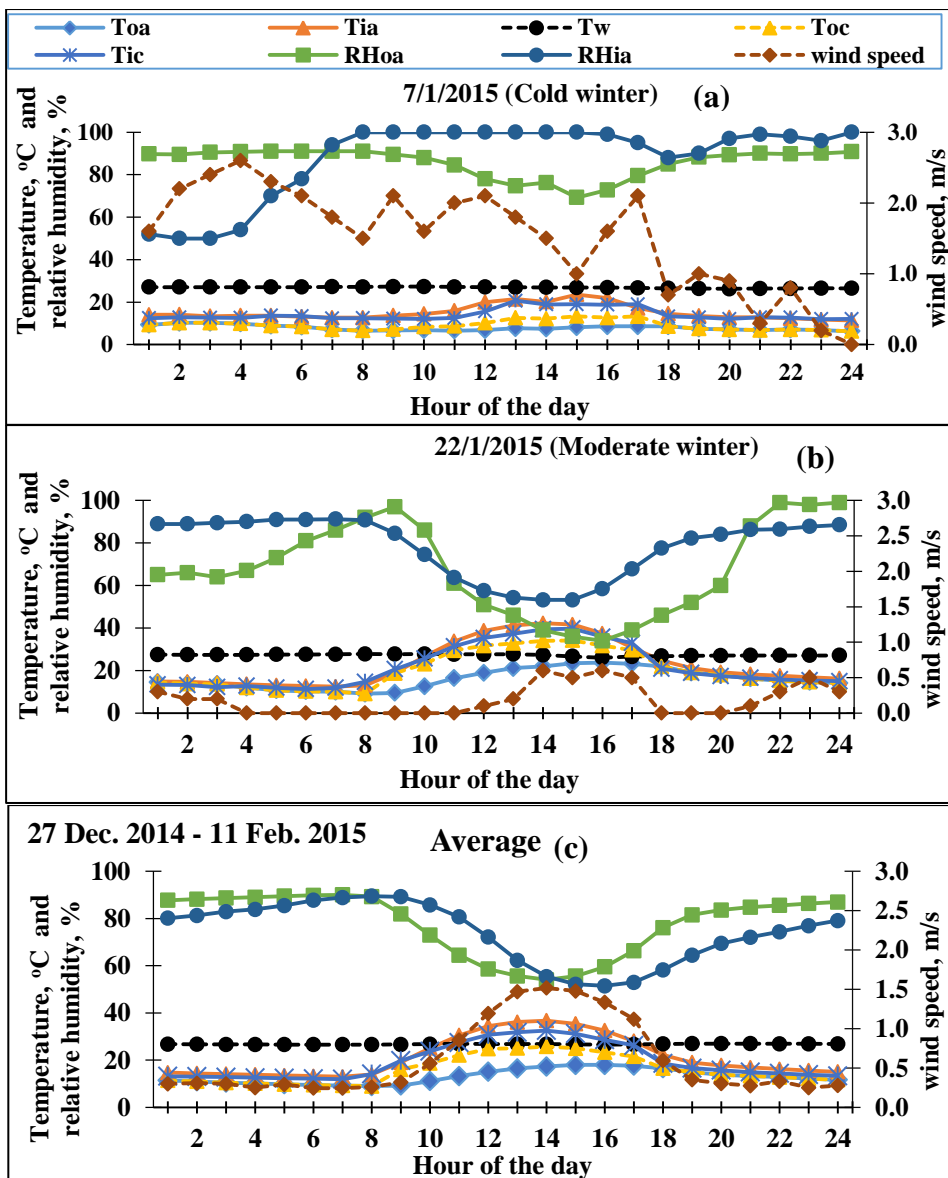 Toa Tia Tw Toc
Tic RHoa RHia wind speed
7/1/2015 (Cold winter) (a)
Temperature, ºC and
relative humidity, %
100
80
60
40
20
0
3.0
2.0
1.0
0.0
wind speed, m/s
2 4 6 8 10 12 14 16 18 20 22 24
Hour of the day
22/1/2015 (Moderate winter) (b)
Temperature, ºC and
relative humidity, %
100
80
60
40
20
0
3.0
2.5
2.0
1.5
1.0
0.5
0.0
wind speed, m/s
2 4 6 8 10 12 14 16 18 20 22 24
Hour of the day
27 Dec. 2014 - 11 Feb. 2015 Average (c)
Temperature, ºC and
relative humidity, %
100
80
60
40
20
0
3.0
2.5
2.0
1.5
1.0
0.5
0.0
wind speed, m/s
2 4 6 8 10 12 14 16 18 20 22 24
Hour of the day